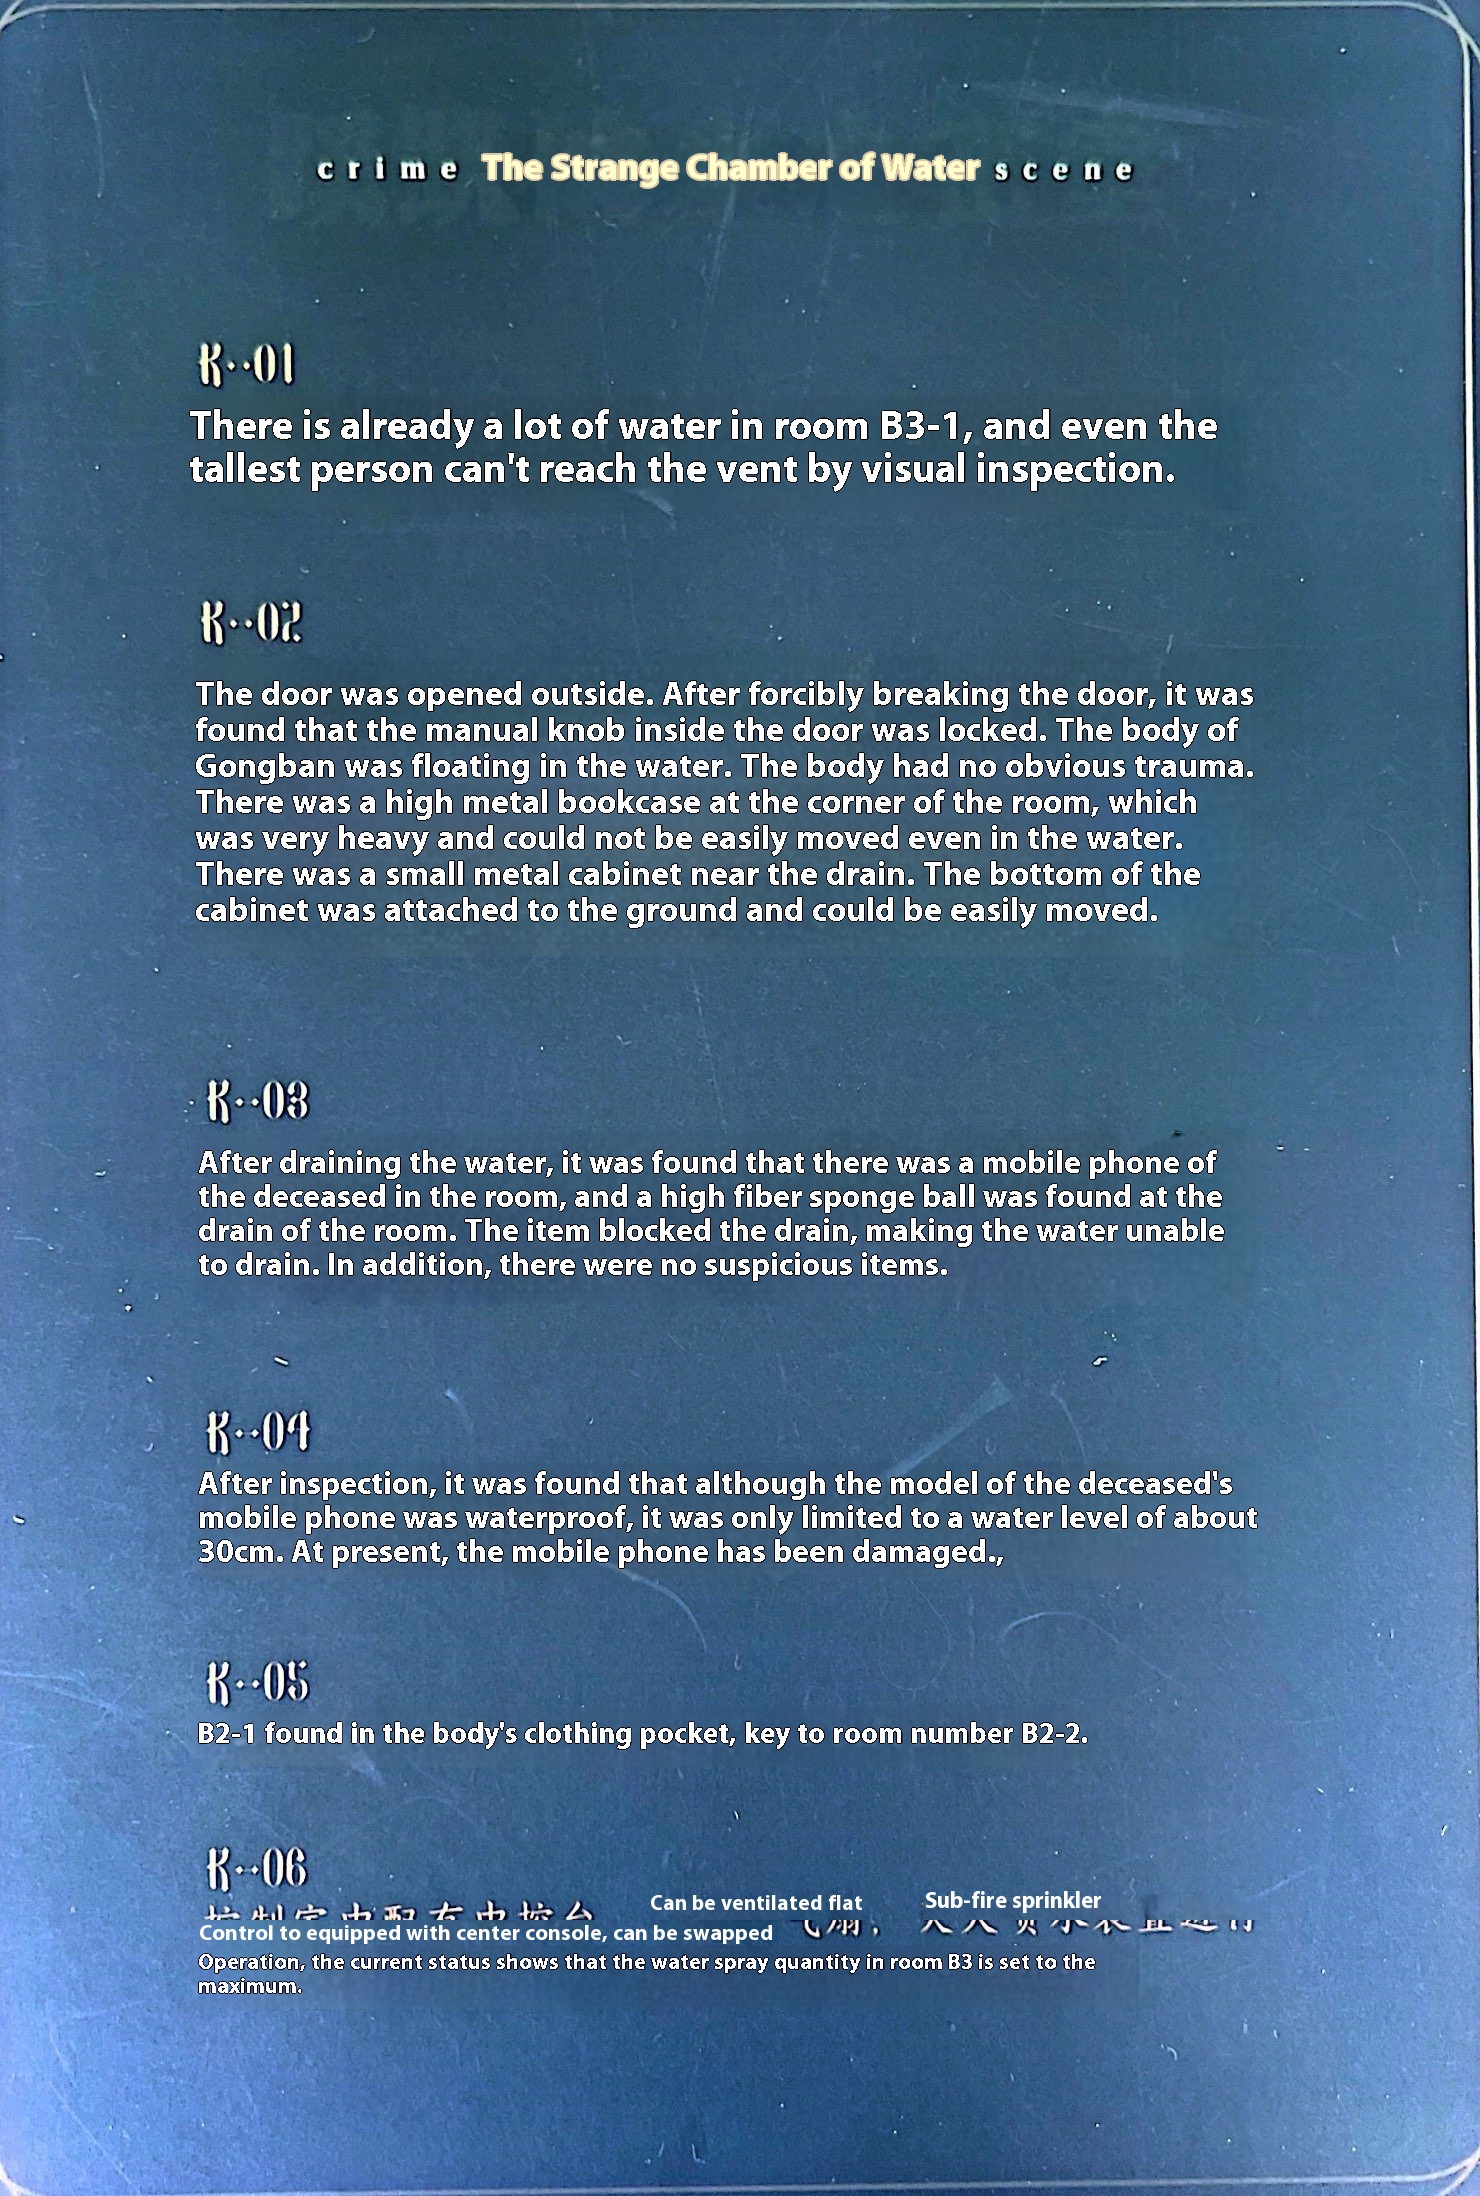 crime The Strange Chamber of Water scene
K··01
There is already a lot of water in room B3-1, and even the
tallest person can't reach the vent by visual inspection.
K··02
The door was opened outside. After forcibly breaking the door, it was
found that the manual knob inside the door was locked. The body of
Gongban was floating in the water. The body had no obvious trauma.
There was a high metal bookcase at the corner of the room, which
was very heavy and could not be easily moved even in the water.
There was a small metal cabinet near the drain. The bottom of the
cabinet was attached to the ground and could be easily moved.
K··03
After draining the water, it was found that there was a mobile phone of
the deceased in the room, and a high fiber sponge ball was found at the
drain of the room. The item blocked the drain, making the water unable
to drain. In addition, there were no suspicious items.
K··04
After inspection, it was found that although the model of the deceased's
mobile phone was waterproof, it was only limited to a water level of about
30cm. At present, the mobile phone has been damaged.,
K··05
B2-1 found in the body's clothing pocket, key to room number B2-2.
K··06
Can be ventilated flat Sub-fire sprinkler
Control to equipped with center console, can be swapped
Operation, the current status shows that the water spray quantity in room B3 is set to the
maximum.